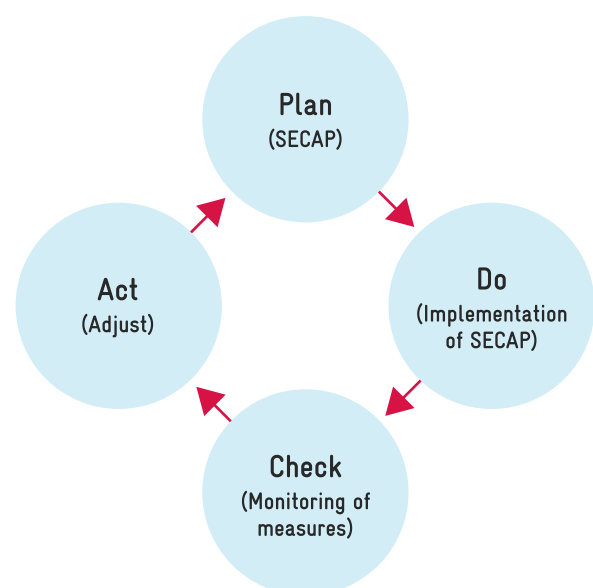 Plan
(SECAP)
Do
(Implementation
of SECAP)
Check
(Monitoring of
measures)
Act
(Adjust)